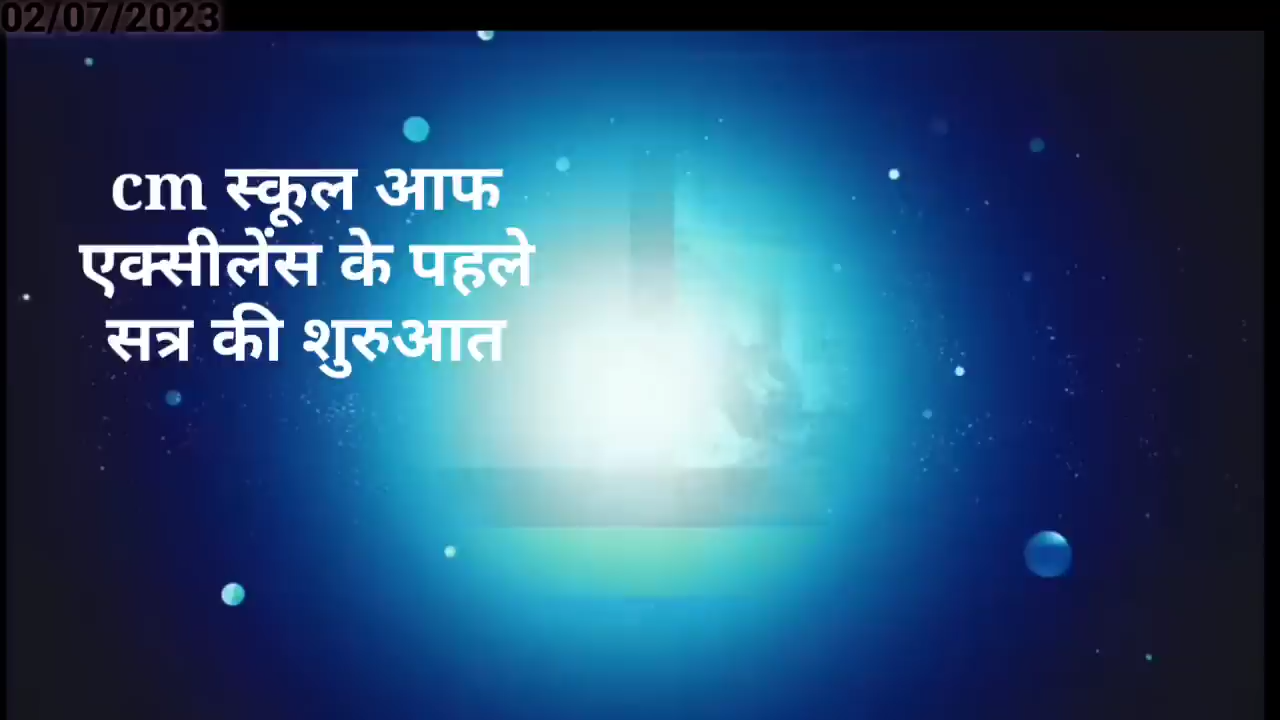 02/07/2023
cm स्कूल आफ
एक्सीलेंस के पहले
सत्र की शुरुआत